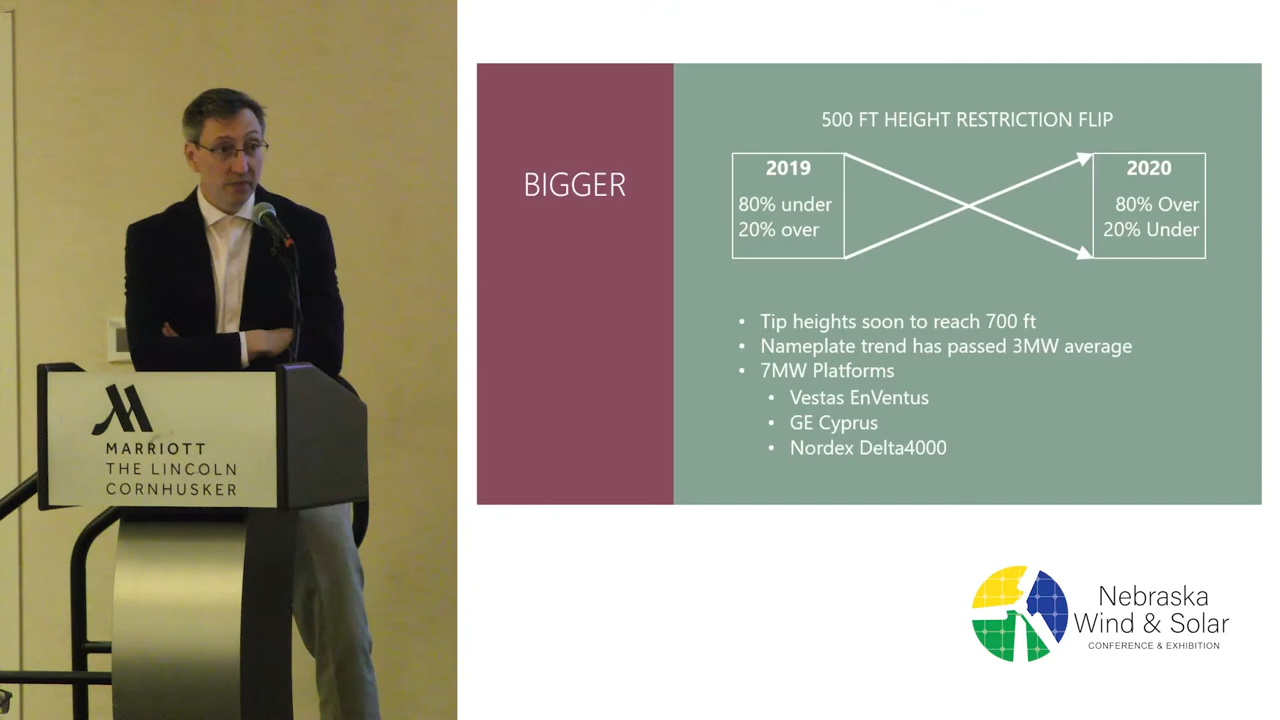 MARRIOTT
THE LINCOLN
CORNHUSKER
BIGGER
500 FT HEIGHT RESTRICTION FLIP
2019
80% under
20% over
2020
80% Over
20% Under
• Tip heights soon to reach 700 ft
• Nameplate trend has passed 3MW average
• 7MW Platforms
• Vestas EnVentus
• GE Cyprus
• Nordex Delta4000
Nebraska
Wind & Solar
CONFERENCE & EXHIBITION